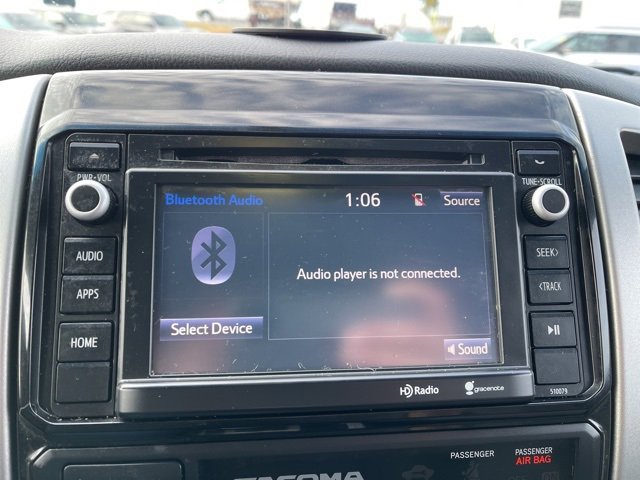 PWR·VOL
TUNE·SCROLL
Bluetooth Audio 1:06 Source
AUDIO
APPS
HOME
Audio player is not connected.
Select Device
Sound
SEEK>
<TRACK
HD Radio gracenote
510079
PASSENGER
PASSENGER
AIR BAG
TACOMA